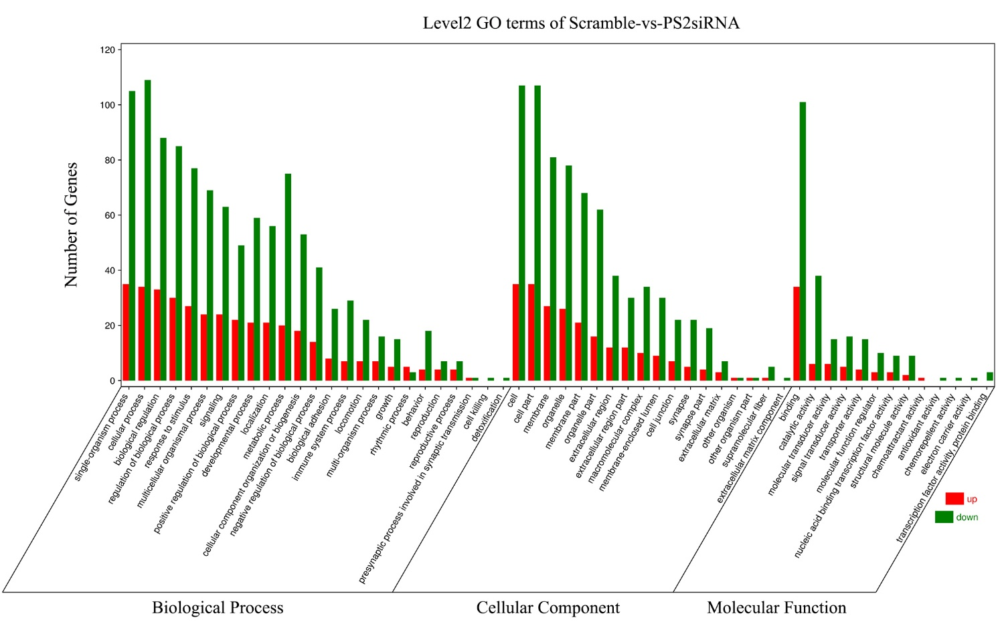 Level2 GO terms of Scramble-vs-PS2siRNA
Number of Genes
120
100
80
60
40
20
0
single-organism process
cellular process
biological regulation
regulation of biological process
response to stimulus
multicellular organismal process
signaling
positive regulation of biological process
developmental process
localization
metabolic process
cellular component organization or biogenesis
negative regulation of biological process
biological adhesion
immune system process
locomotion
multi-organism process
growth
rhythmic process
behavior
reproduction
reproductive process
presynaptic process involved in synaptic transmission
cell killing
detoxification
cell
cell part
membrane
organelle
membrane part
organelle part
extracellular region
extracellular region part
macromolecular complex
membrane-enclosed lumen
cell junction
synapse
synapse part
extracellular matrix
other organism
other organism part
supramolecular fiber
extracellular matrix component
binding
catalytic activity
molecular transducer activity
signal transducer activity
transporter activity
molecular function regulator
nucleic acid binding transcription factor activity
structural molecule activity
chemoattractant activity
antioxidant activity
chemorepellent activity
electron carrier activity
transcription factor activity, protein binding
up
down
Biological Process
Cellular Component
Molecular Function